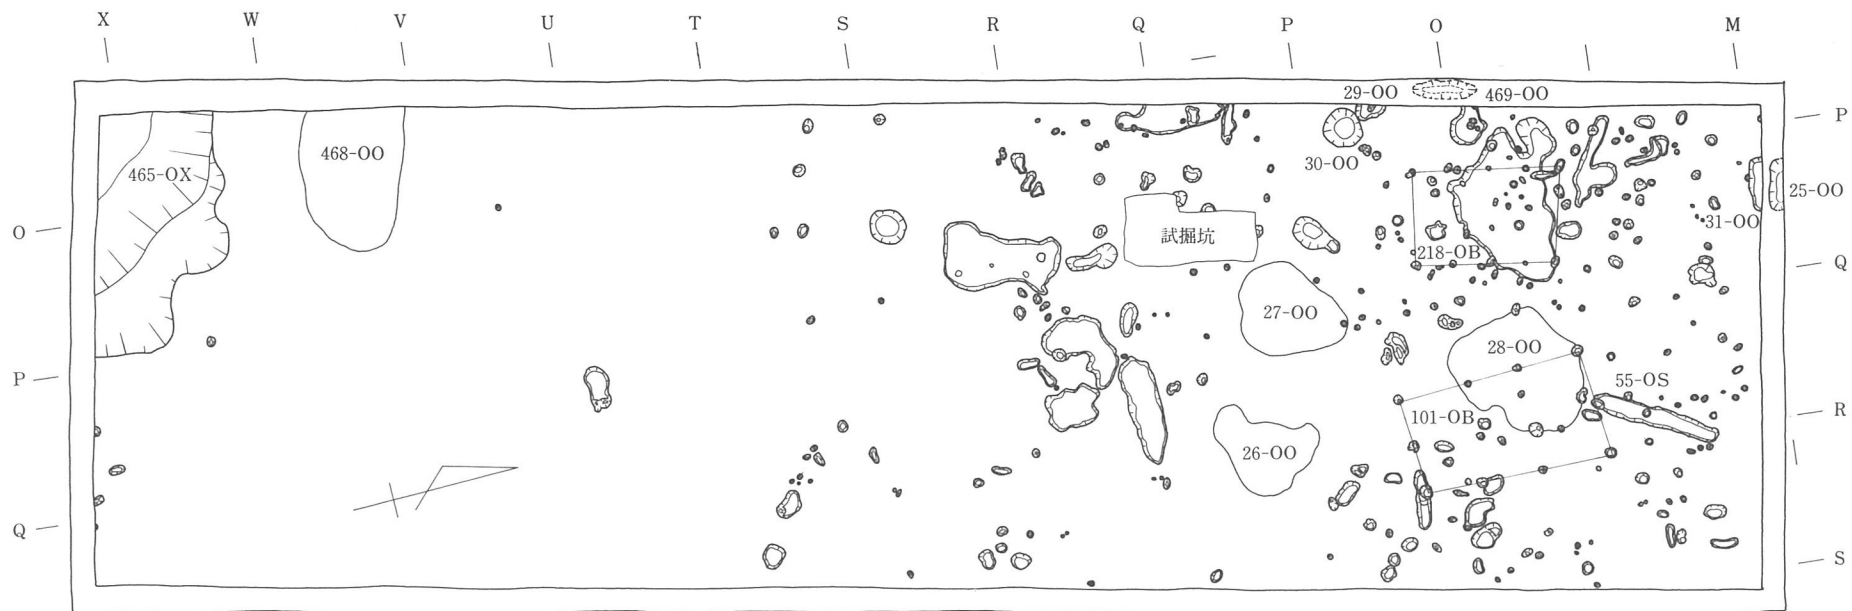 X W V U T S R Q P O M
29-OO 469-OO
P
465-OX 468-OO 30-OO
25-OO
31-OO
O 試掘坑 218-OB Q
27-OO
28-OO
P 55-OS R
101-OB
26-OO
Q S